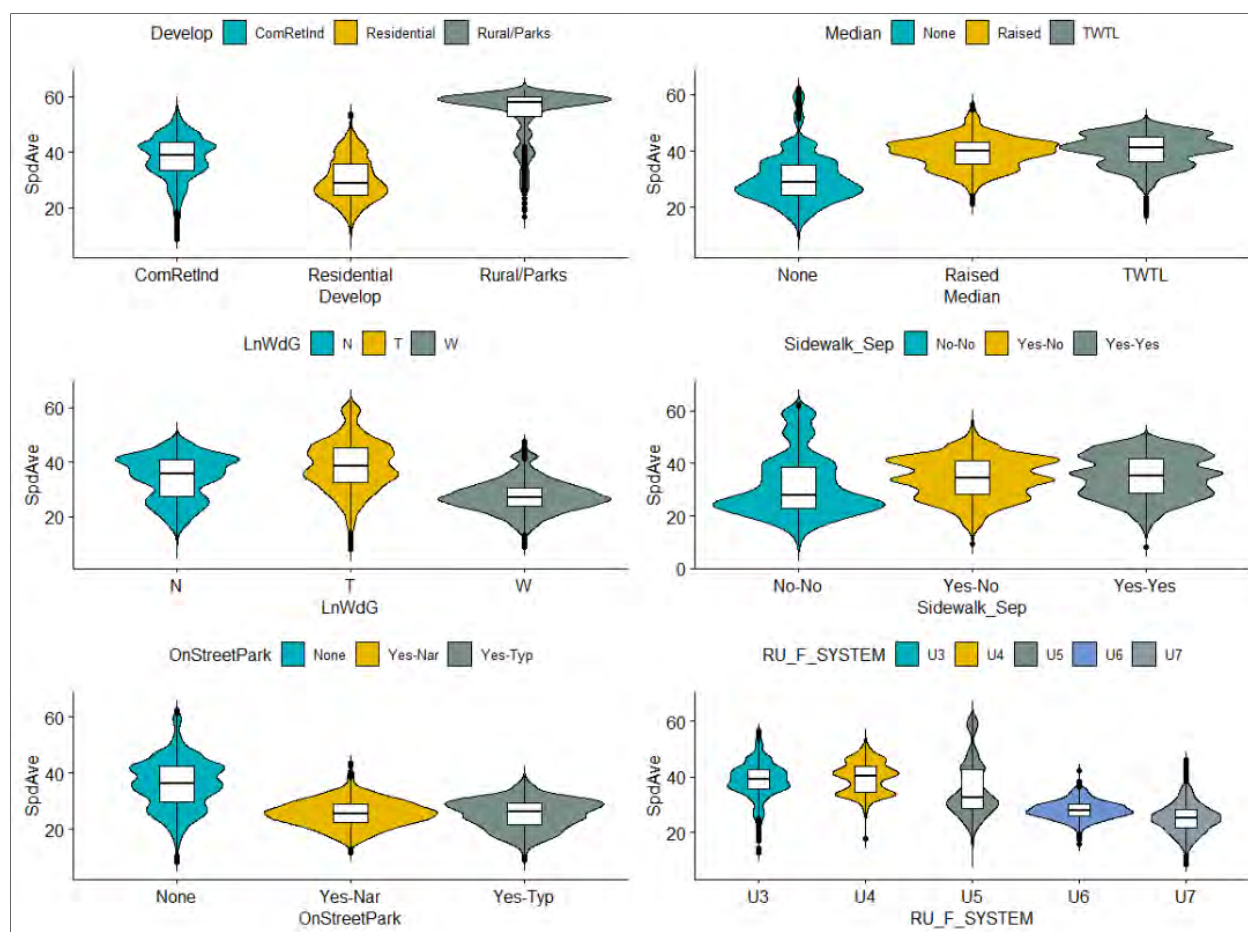 Develop ComRetInd Residential Rural/Parks
SpdAve
60
40
20
ComRetInd Residential Rural/Parks
Develop
Median None Raised TWTL
SpdAve
60
40
20
None Raised TWTL
Median
LnWdG N T W
SpdAve
60
40
20
N T W
LnWdG
Sidewalk_Sep No-No Yes-No Yes-Yes
SpdAve
60
40
20
0
No-No Yes-No Yes-Yes
Sidewalk_Sep
OnStreetPark None Yes-Nar Yes-Typ
SpdAve
60
40
20
None Yes-Nar Yes-Typ
OnStreetPark
RU_F_SYSTEM U3 U4 U5 U6 U7
SpdAve
60
40
20
U3 U4 U5 U6 U7
RU_F_SYSTEM